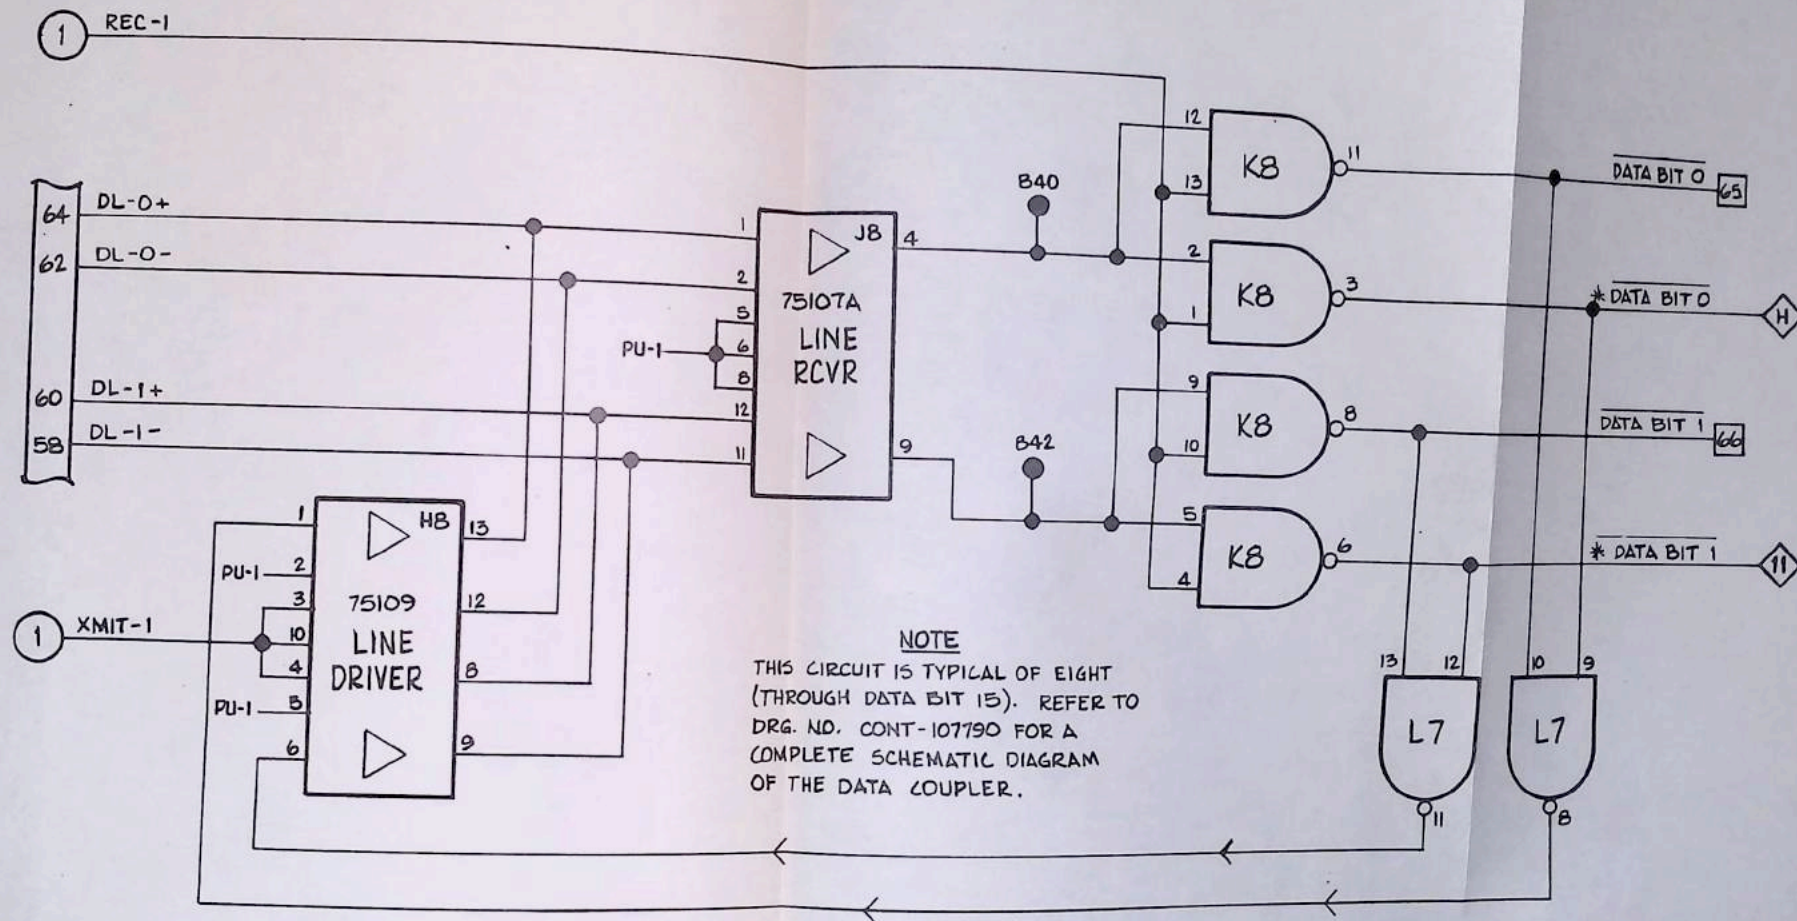 1 REC-1
64 DL-0+
62 DL-0-
60 DL-1+
58 DL-1-
1 XMIT-1
1
PU-1 2
3
10
4
PU-1 5
6
H8
75109
LINE
DRIVER
13
12
8
9
1
2
PU-1
5
6
8
12
11
J8
75107A
LINE
RCVR
4
9
B40
B42
12
13
K8
11
DATA BIT 0
65
2
1
K8
3
* DATA BIT 0
H
9
10
K8
8
DATA BIT 1
66
5
4
K8
6
* DATA BIT 1
11
13 12
L7
11
10 9
L7
8
NOTE
THIS CIRCUIT IS TYPICAL OF EIGHT
(THROUGH DATA BIT 15). REFER TO
DRG. NO. CONT-107790 FOR A
COMPLETE SCHEMATIC DIAGRAM
OF THE DATA COUPLER.